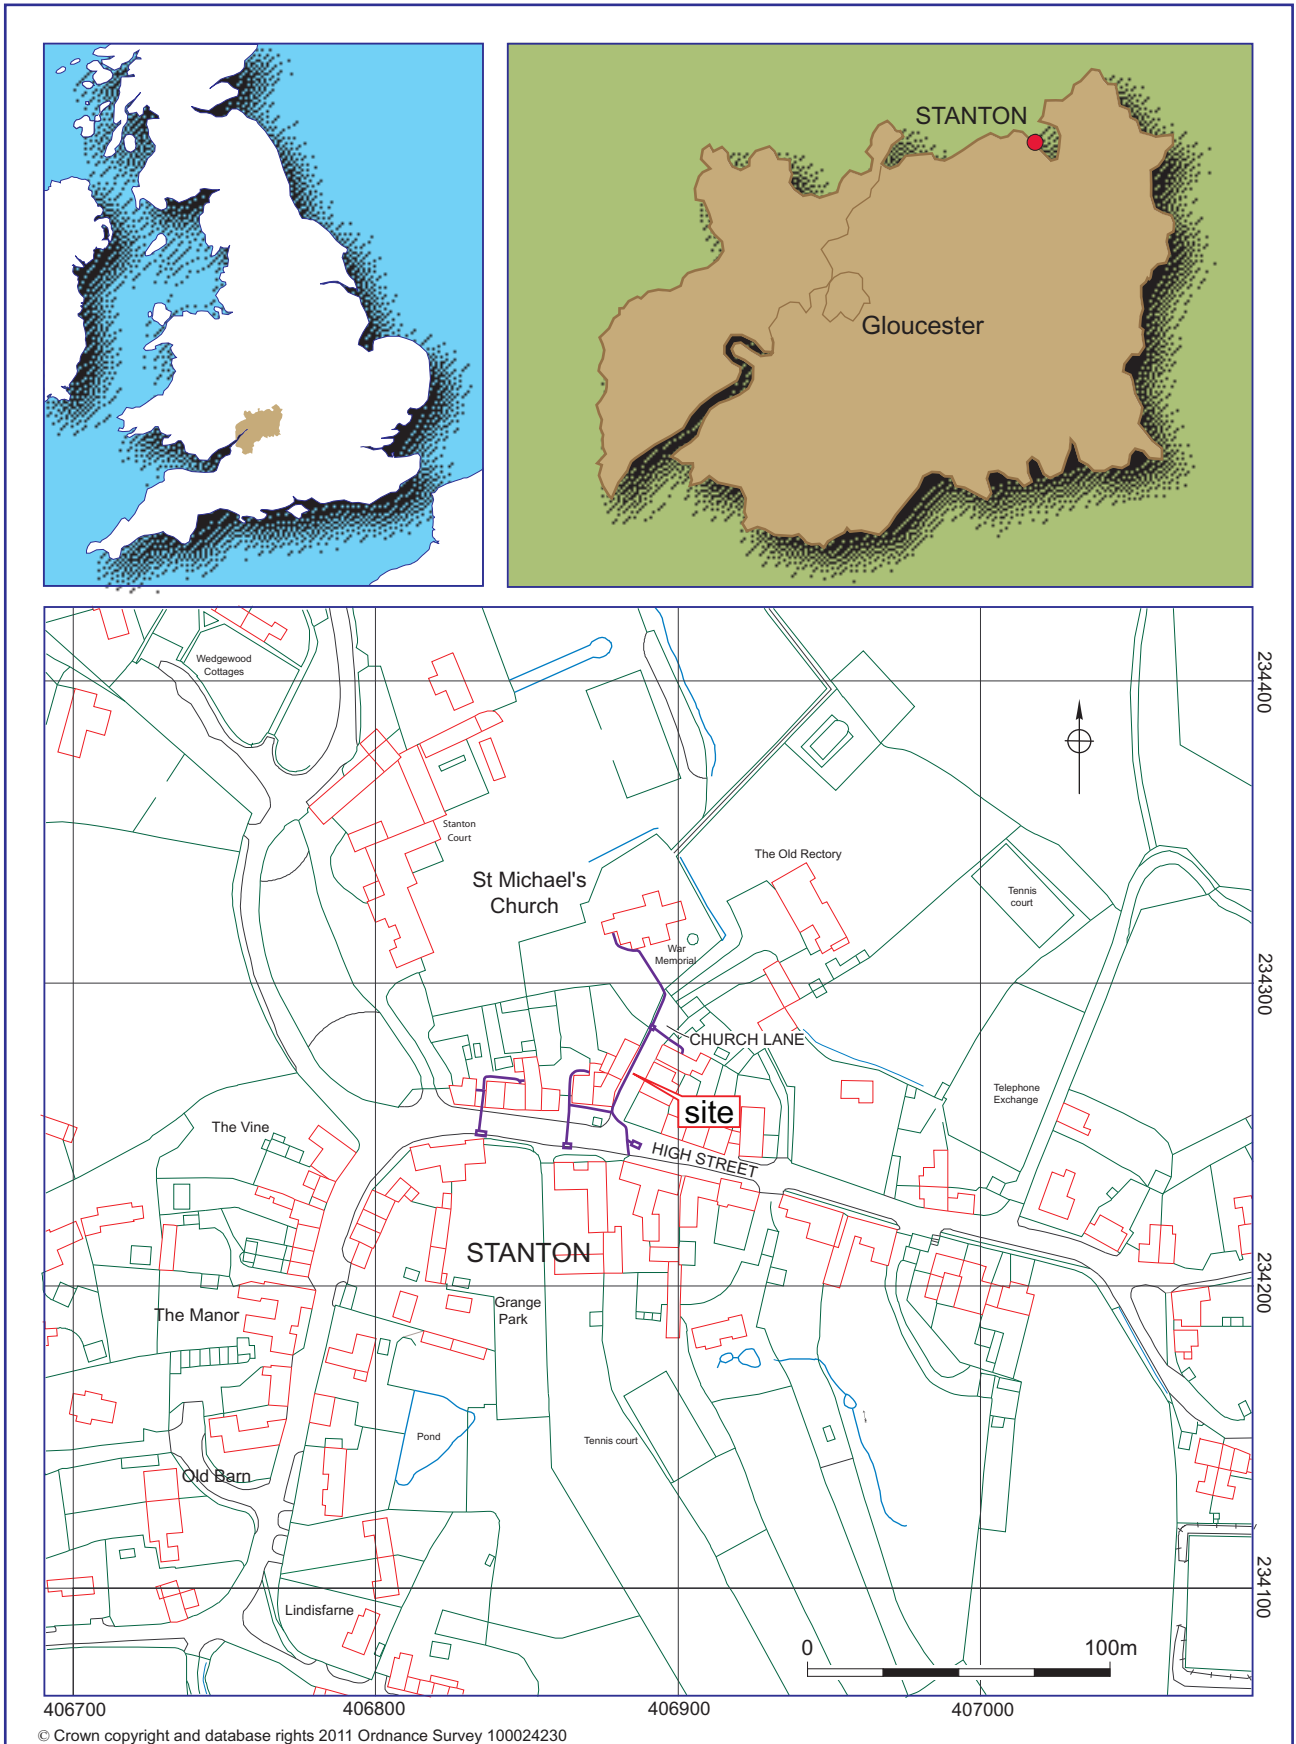 STANTON
Gloucester
Wedgewood
Cottages
234400
Stanton
Court
The Old Rectory
St Michael's
Church
Tennis
court
War
Memorial
234300
CHURCH LANE
Telephone
Exchange
site
The Vine
HIGH STREET
STANTON
234200
Grange
Park
The Manor
Pond
Tennis court
Old Barn
234100
Lindisfarne
0 100m
406700 406800 406900 407000
© Crown copyright and database rights 2011 Ordnance Survey 100024230